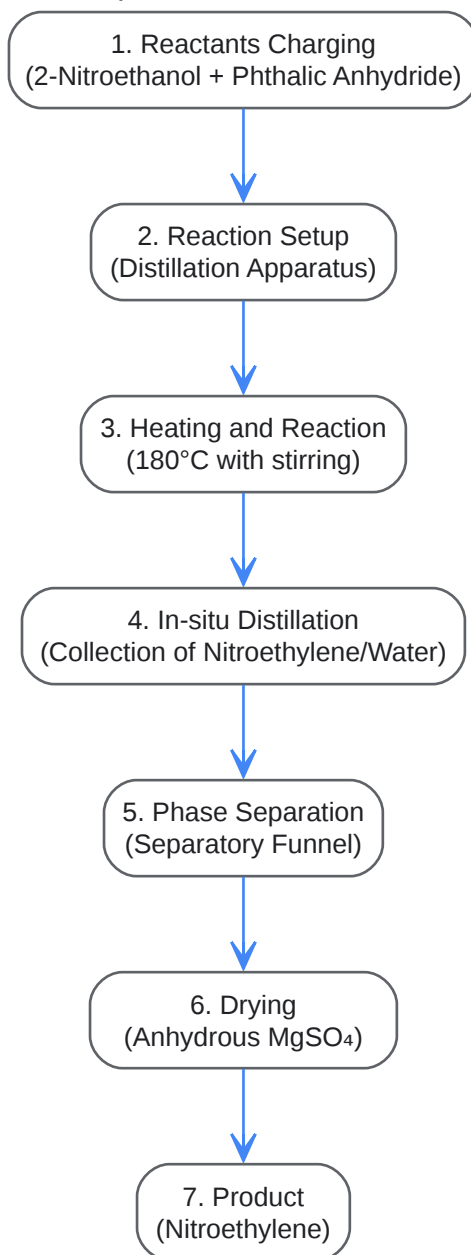 1. Reactants Charging
(2-Nitroethanol + Phthalic Anhydride)
2. Reaction Setup
(Distillation Apparatus)
3. Heating and Reaction
(180°C with stirring)
4. In-situ Distillation
(Collection of Nitroethylene/Water)
5. Phase Separation
(Separatory Funnel)
6. Drying
(Anhydrous MgSO₄)
7. Product
(Nitroethylene)